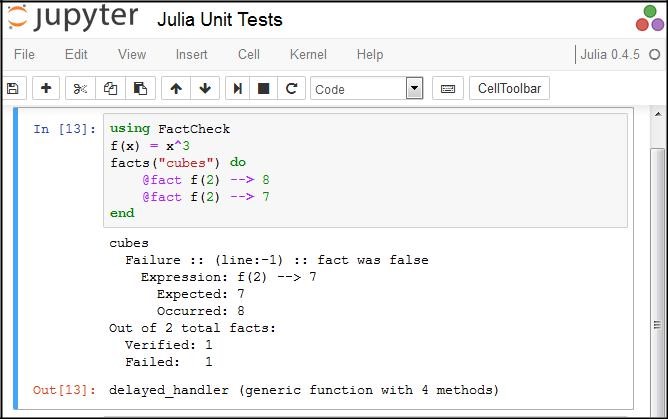 jupyter Julia Unit Tests
File Edit View Insert Cell Kernel Help Julia 0.4.5
Code CellToolbar
In [13]: using FactCheck
f(x) = x^3
facts("cubes") do
    @fact f(2) --> 8
    @fact f(2) --> 7
end
cubes
  Failure :: (line:-1) :: fact was false
    Expression: f(2) --> 7
      Expected: 7
      Occurred: 8
Out of 2 total facts:
  Verified: 1
  Failed:   1
Out[13]: delayed_handler (generic function with 4 methods)